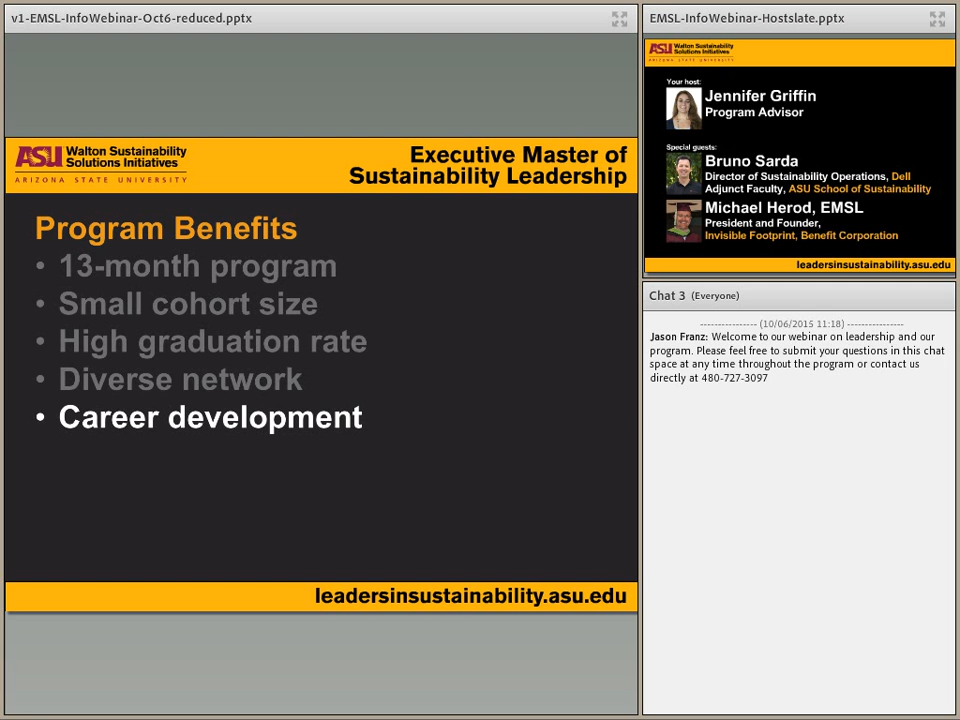 v1-EMSL-InfoWebinar-Oct6-reduced.pptx
ASU Walton Sustainability
Solutions Initiatives
ARIZONA STATE UNIVERSITY
Executive Master of
Sustainability Leadership
Program Benefits
• 13-month program
• Small cohort size
• High graduation rate
• Diverse network
• Career development
leadersinsustainability.asu.edu
EMSL-InfoWebinar-Hostslate.pptx
ASU Walton Sustainability
Solutions Initiatives
ARIZONA STATE UNIVERSITY
Your host:
Jennifer Griffin
Program Advisor
Special guests:
Bruno Sarda
Director of Sustainability Operations, Dell
Adjunct Faculty, ASU School of Sustainability
Michael Herod, EMSL
President and Founder,
Invisible Footprint, Benefit Corporation
leadersinsustainability.asu.edu
Chat 3 (Everyone)
---------------- (10/06/2015 11:18) ----------------
Jason Franz: Welcome to our webinar on leadership and our
program. Please feel free to submit your questions in this chat
space at any time throughout the program or contact us
directly at 480-727-3097